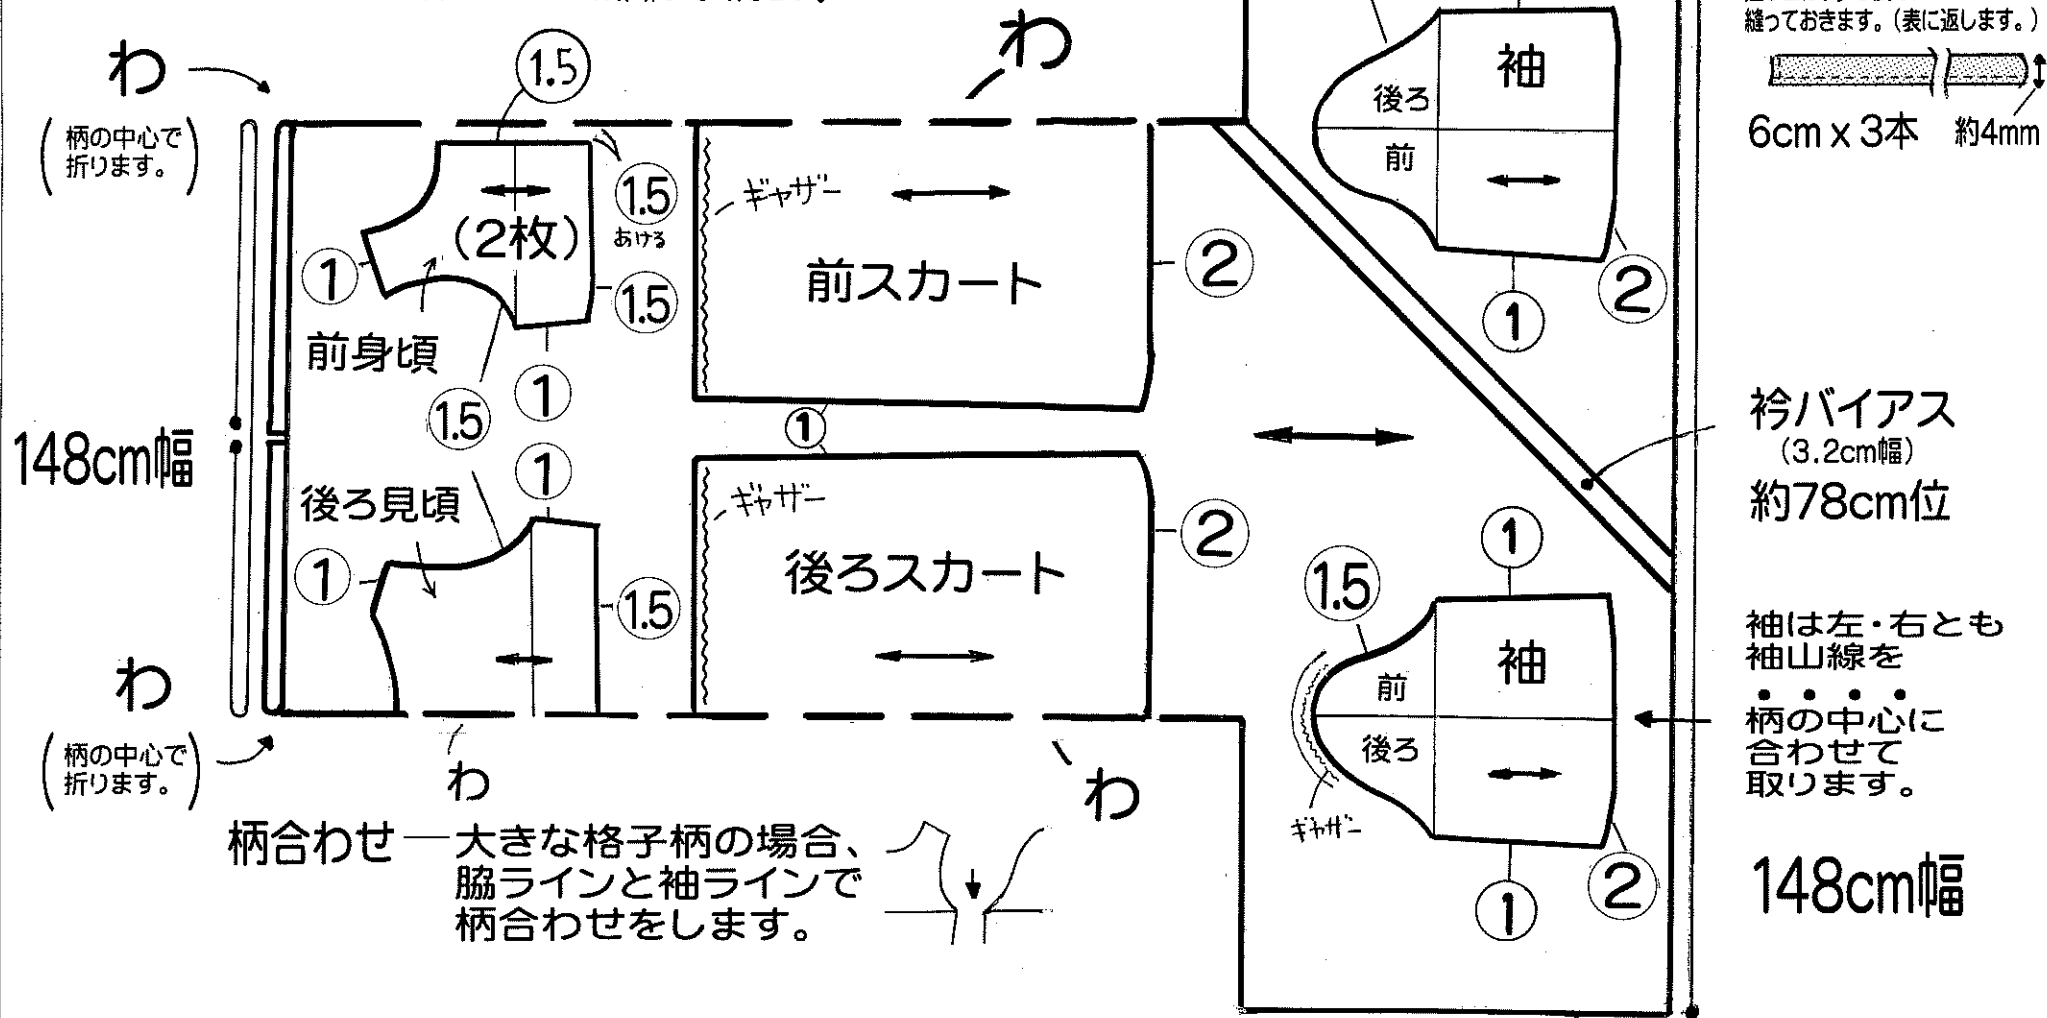 縫っておきます。(表に返します。)
6cm x 3本 約4mm
わ
(柄の中心で
折ります。)
1.5
わ
袖
後ろ
前
1.5
あける
(2枚)
1
1.5
前身頃
1.5
1
ギャザー
前スカート
2
1
2
148cm幅
1
1
後ろ見頃
1
1.5
ギャザー
後ろスカート
2
衿バイアス
(3.2cm幅)
約78cm位
1
1.5
袖
前
後ろ
ギャザー
1
2
袖は左・右とも
袖山線を
柄の中心に
合わせて
取ります。
148cm幅
わ
(柄の中心で
折ります。)
わ
わ
柄合わせ―大きな格子柄の場合、
脇ラインと袖ラインで
柄合わせをします。